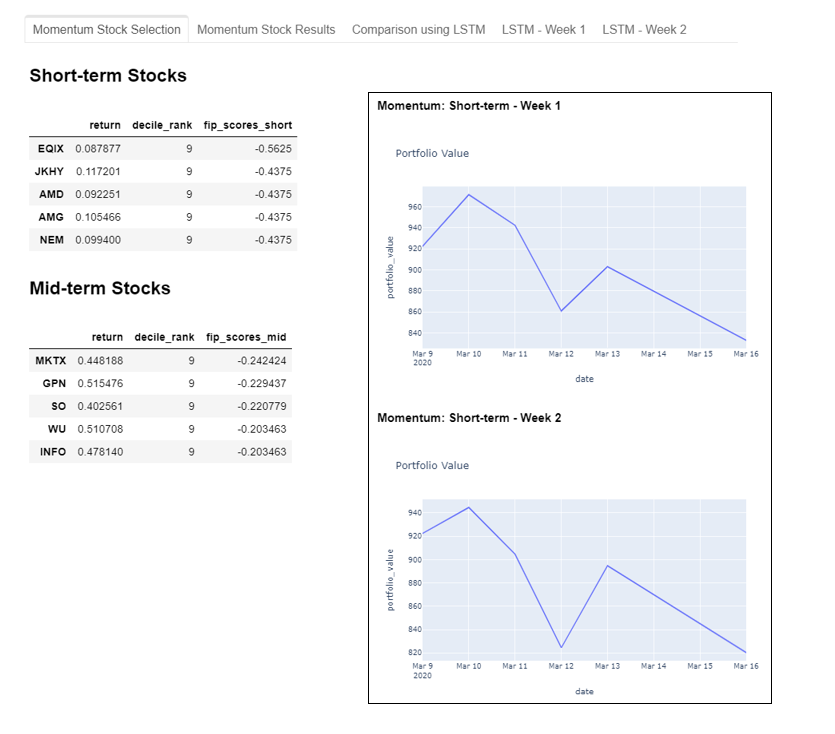 Momentum Stock Selection Momentum Stock Results Comparison using LSTM LSTM - Week 1 LSTM - Week 2
Short-term Stocks
return decile_rank fip_scores_short
EQIX 0.087877 9 -0.5625
JKHY 0.117201 9 -0.4375
AMD 0.092251 9 -0.4375
AMG 0.105466 9 -0.4375
NEM 0.099400 9 -0.4375
Mid-term Stocks
return decile_rank fip_scores_mid
MKTX 0.448188 9 -0.242424
GPN 0.515476 9 -0.229437
SO 0.402561 9 -0.220779
WU 0.510708 9 -0.203463
INFO 0.478140 9 -0.203463
Momentum: Short-term - Week 1
Portfolio Value
portfolio_value
960
940
920
900
880
860
840
Mar 9 Mar 10 Mar 11 Mar 12 Mar 13 Mar 14 Mar 15 Mar 16
2020
date
Momentum: Short-term - Week 2
Portfolio Value
portfolio_value
940
920
900
880
860
840
820
Mar 9 Mar 10 Mar 11 Mar 12 Mar 13 Mar 14 Mar 15 Mar 16
2020
date